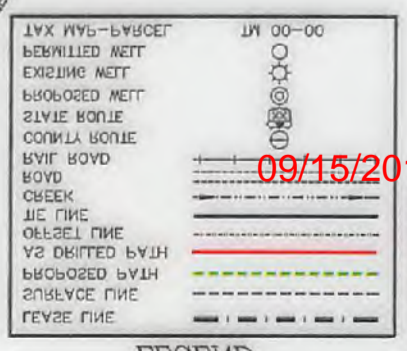 TAX MAP-PARCEL TM 00-00
PERMITTED WELL
EXISTING WELL
PROPOSED WELL
STATE ROUTE
COUNTY ROUTE
RAIL ROAD
ROAD 09/15/201
CREEK
TIE LINE
OFFSET LINE
AS DRILLED PATH
PROPOSED PATH
SURFACE LINE
LEASE LINE
LEGEND